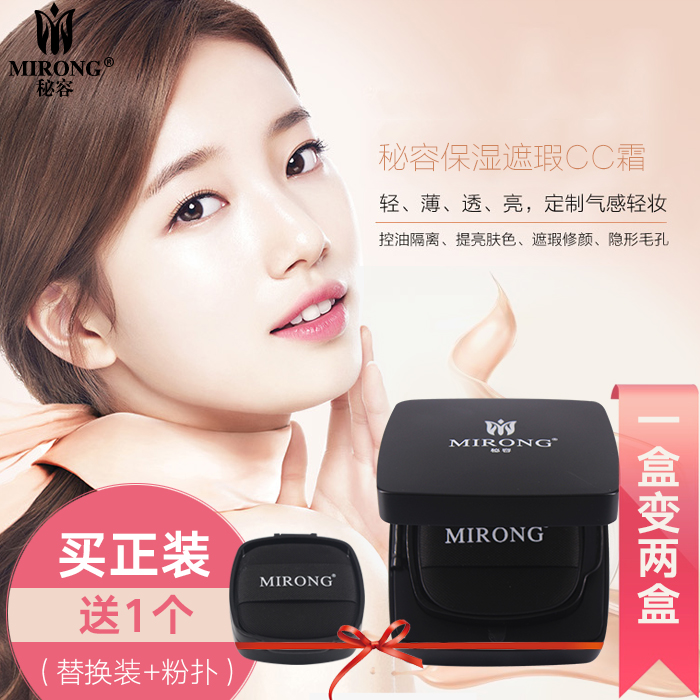 MIRONG®
秘容
秘容保湿遮瑕CC霜
轻、薄、透、亮，定制气感轻妆
控油隔离、提亮肤色、遮瑕修颜、隐形毛孔
MIRONG®
秘容
MIRONG
MIRONG®
买正装
送1个
（替换装+粉扑）
一盒变两盒